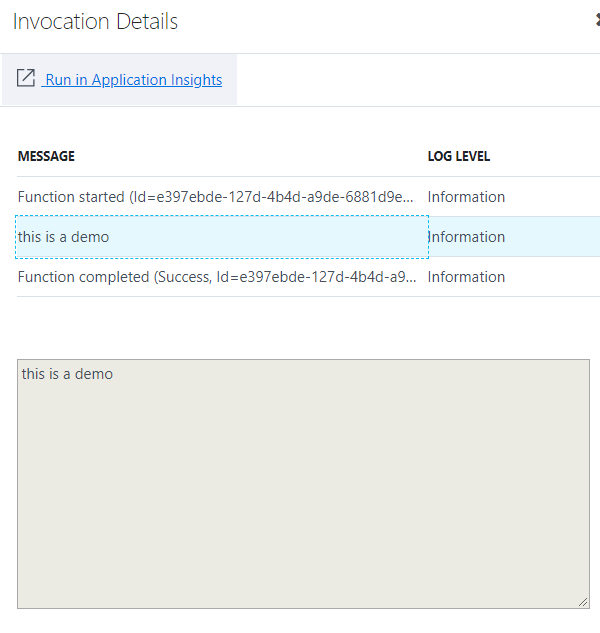 Invocation Details
Run in Application Insights
MESSAGE LOG LEVEL
Function started (Id=e397ebde-127d-4b4d-a9de-6881d9e... Information
this is a demo Information
Function completed (Success, Id=e397ebde-127d-4b4d-a9... Information
this is a demo